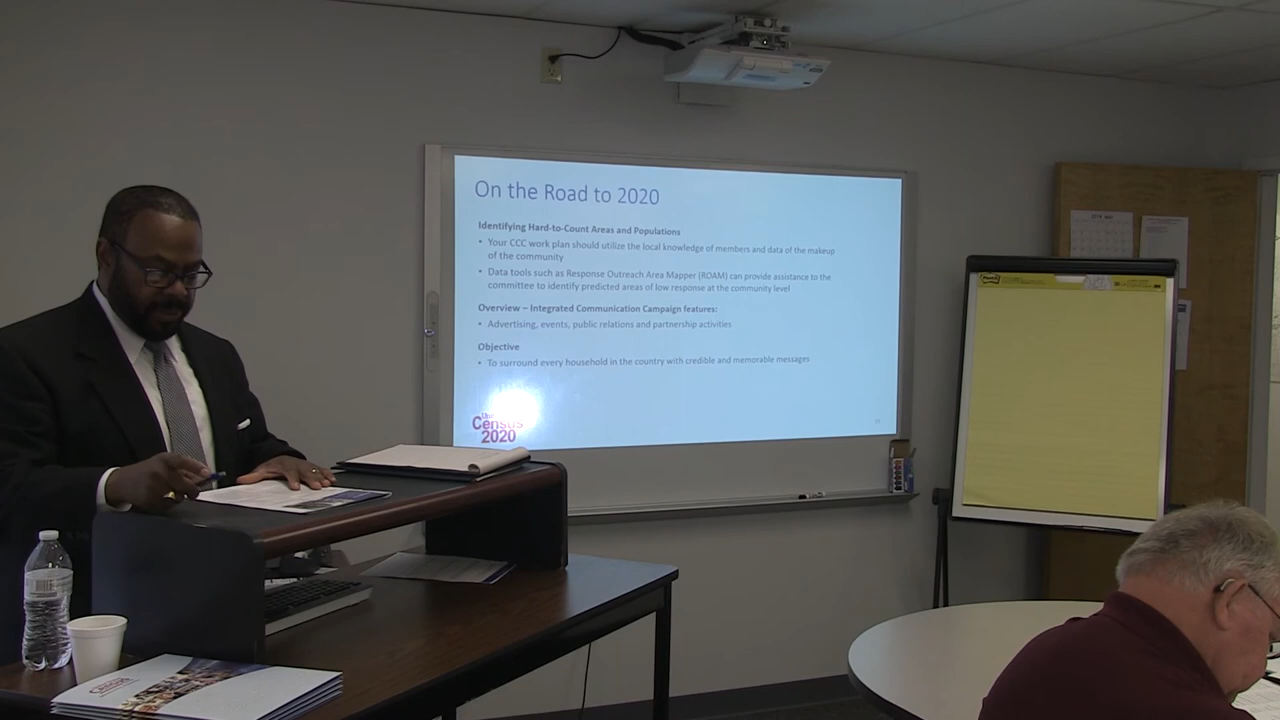 On the Road to 2020
Identifying Hard-to-Count Areas and Populations
• Your CCC work plan should utilize the local knowledge of members and data of the makeup
of the community
• Data tools such as Response Outreach Area Mapper (ROAM) can provide assistance to the
committee to identify predicted areas of low response at the community level
Overview – Integrated Communication Campaign features:
• Advertising, events, public relations and partnership activities
Objective
• To surround every household in the country with credible and memorable messages
Census
2020
Census